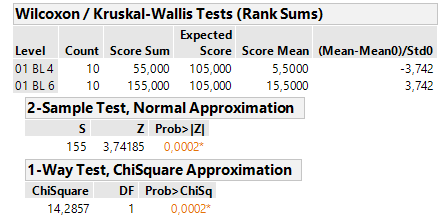 Wilcoxon / Kruskal-Wallis Tests (Rank Sums)
Expected
Level Count Score Sum Score Score Mean (Mean-Mean0)/Std0
01 BL 4 10 55,000 105,000 5,5000 -3,742
01 BL 6 10 155,000 105,000 15,5000 3,742
2-Sample Test, Normal Approximation
S Z Prob>|Z|
155 3,74185 0,0002*
1-Way Test, ChiSquare Approximation
ChiSquare DF Prob>ChiSq
14,2857 1 0,0002*